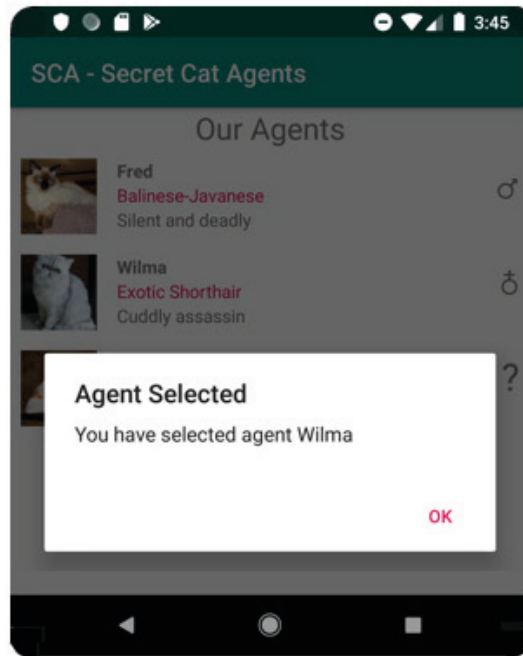 3:45
SCA - Secret Cat Agents
Our Agents
Fred
Balinese-Javanese
Silent and deadly
♂
Wilma
Exotic Shorthair
Cuddly assassin
♁
?
Agent Selected
You have selected agent Wilma
OK